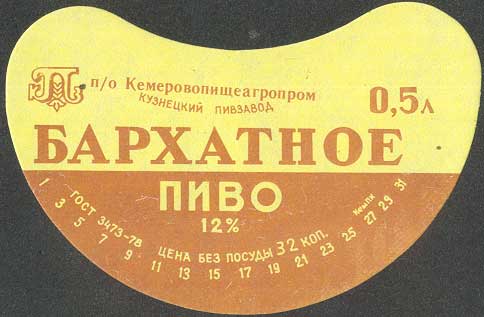 п/о Кемеровопищеагропром
КУЗНЕЦКИЙ ПИВЗАВОД
0,5л
БАРХАТНОЕ
ПИВО
12%
ГОСТ 3473-78
ЦЕНА БЕЗ ПОСУДЫ 32 КОП.
1 3 5 7 9 11 13 15 17 19 21 23 25 27 29 31